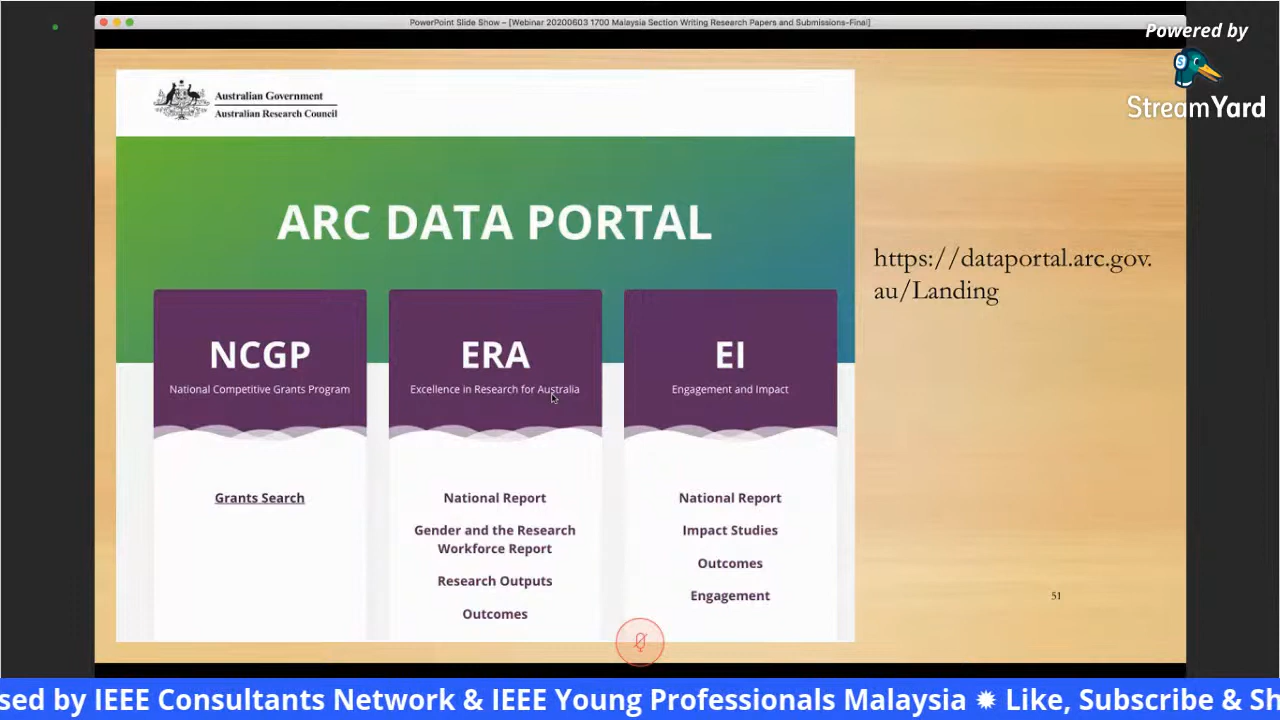 PowerPoint Slide Show – [Webinar 20200603 1700 Malaysia Section Writing Research Papers and Submissions-Final]
Powered by
S
StreamYard
Australian Government
Australian Research Council
ARC DATA PORTAL
https://dataportal.arc.gov.
au/Landing
NCGP
National Competitive Grants Program
Grants Search
ERA
Excellence in Research for Australia
National Report
Gender and the Research
Workforce Report
Research Outputs
Outcomes
EI
Engagement and Impact
National Report
Impact Studies
Outcomes
Engagement
51
sed by IEEE Consultants Network & IEEE Young Professionals Malaysia ✹ Like, Subscribe & Sh